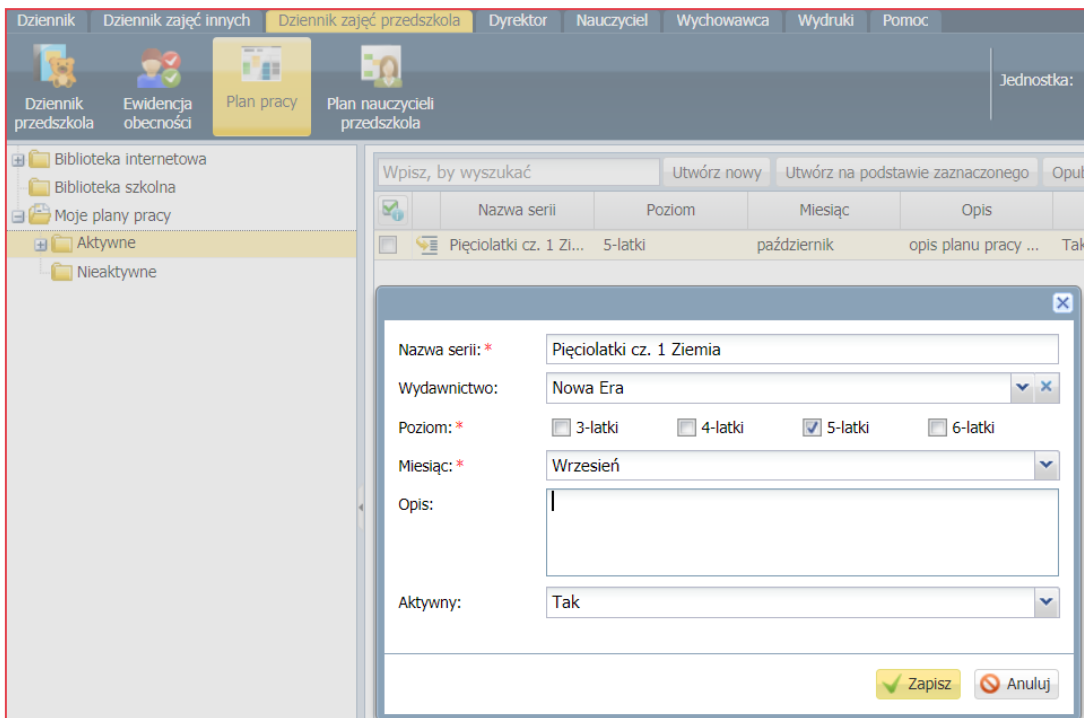 Dziennik Dziennik zajęć innych Dziennik zajęć przedszkola Dyrektor Nauczyciel Wychowawca Wydruki Pomoc
Dziennik przedszkola
Ewidencja obecności
Plan pracy
Plan nauczycieli przedszkola
Jednostka:
Biblioteka internetowa
Biblioteka szkolna
Moje plany pracy
Aktywne
Nieaktywne
Wpisz, by wyszukać Utwórz nowy Utwórz na podstawie zaznaczonego Opul
Nazwa serii Poziom Miesiąc Opis
Pięciolatki cz. 1 Zi... 5-latki październik opis planu pracy ... Tak
Nazwa serii: * Pięciolatki cz. 1 Ziemia
Wydawnictwo: Nowa Era
Poziom: * 3-latki 4-latki 5-latki 6-latki
Miesiąc: * Wrzesień
Opis:
Aktywny: Tak
Zapisz Anuluj